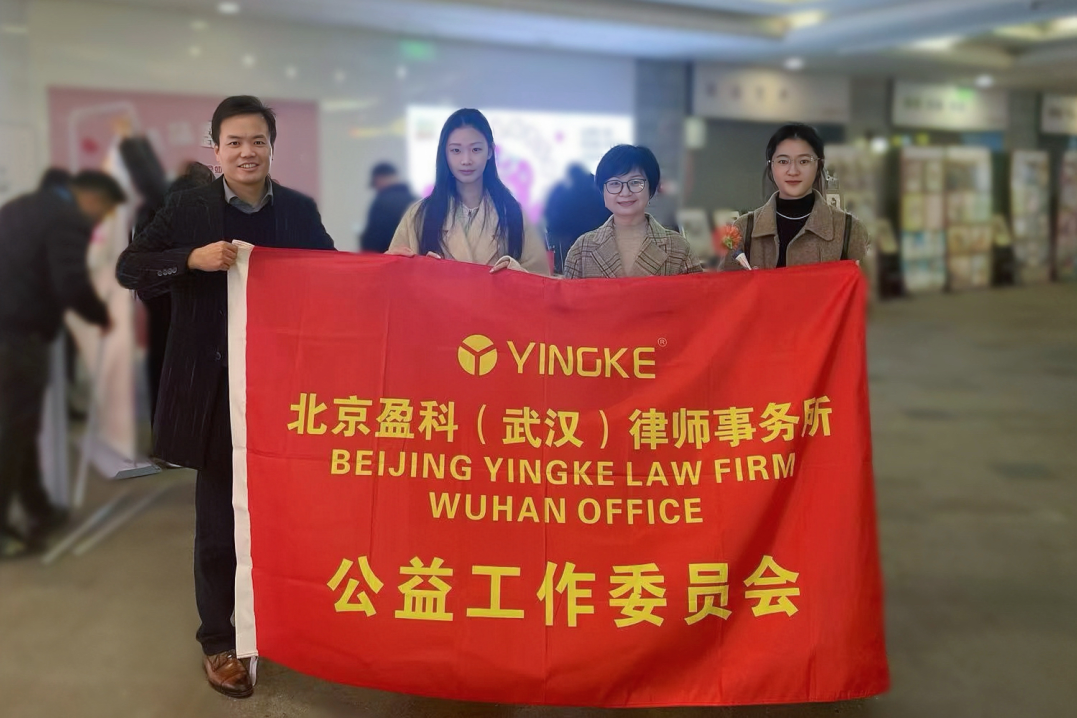 YINGKE®
北京盈科（武汉）律师事务所
BEIJING YINGKE LAW FIRM
WUHAN OFFICE
公益工作委员会